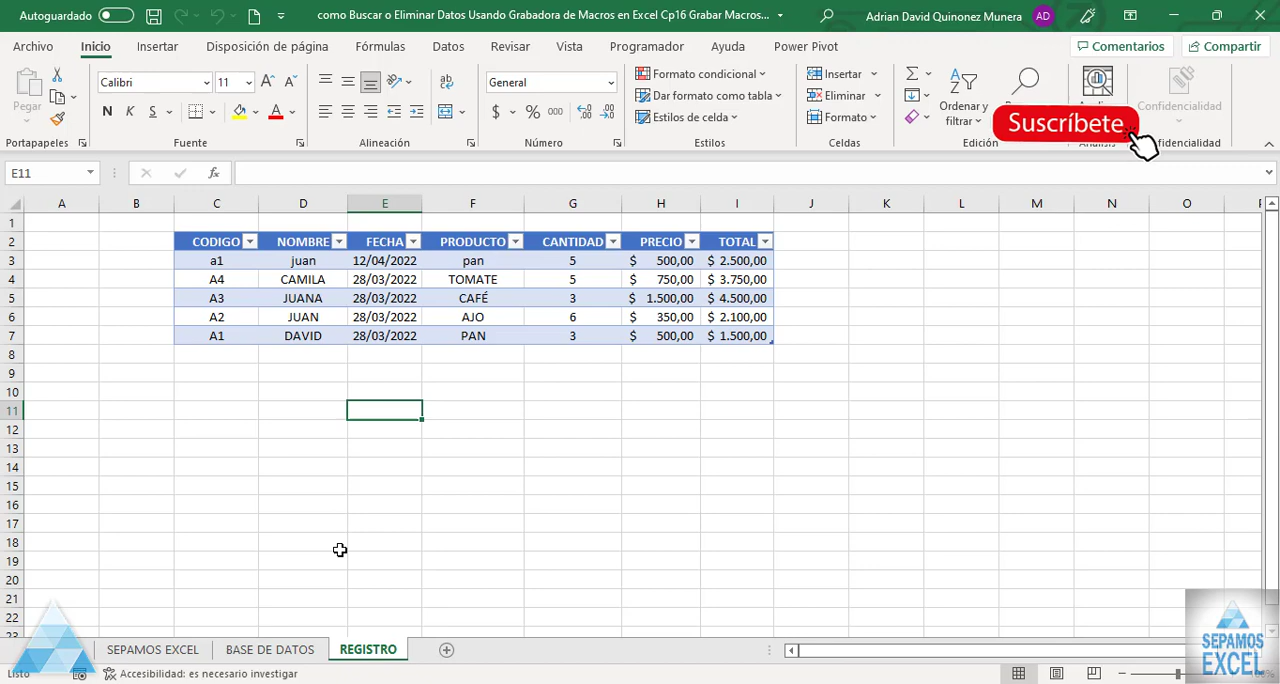 Autoguardado
como Buscar o Eliminar Datos Usando Grabadora de Macros en Excel Cp16 Grabar Macros...
Adrian David Quinonez Munera AD
Archivo Inicio Insertar Disposición de página Fórmulas Datos Revisar Vista Programador Ayuda Power Pivot Comentarios Compartir
Pegar
Calibri 11
N K S
General
$ % 000
Formato condicional
Dar formato como tabla
Estilos de celda
Insertar
Eliminar
Formato
Ordenar y
filtrar
Suscríbete
Confidencialidad
Portapapeles Fuente Alineación Número Estilos Celdas Edición
E11 fx
A B C D E F G H I J K L M N O
1
2 CODIGO NOMBRE FECHA PRODUCTO CANTIDAD PRECIO TOTAL
3 a1 juan 12/04/2022 pan 5 $ 500,00 $ 2.500,00
4 A4 CAMILA 28/03/2022 TOMATE 5 $ 750,00 $ 3.750,00
5 A3 JUANA 28/03/2022 CAFÉ 3 $ 1.500,00 $ 4.500,00
6 A2 JUAN 28/03/2022 AJO 6 $ 350,00 $ 2.100,00
7 A1 DAVID 28/03/2022 PAN 3 $ 500,00 $ 1.500,00
8
9
10
11
12
13
14
15
16
17
18
19
20
21
22
23
SEPAMOS EXCEL BASE DE DATOS REGISTRO
Listo Accesibilidad: es necesario investigar
SEPAMOS
EXCEL